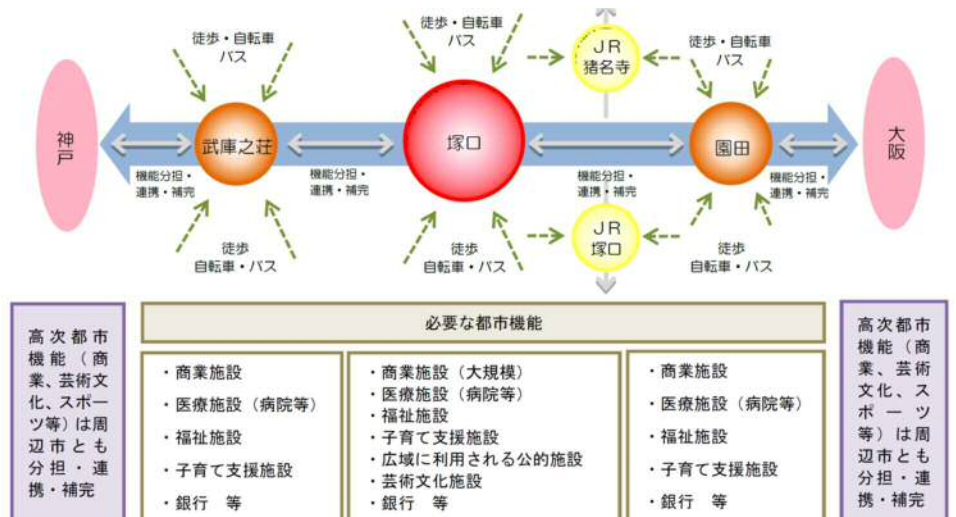 徒歩・自転車
バス
徒歩・自転車
バス
JR
猪名寺
徒歩・自転車
バス
神戸
武庫之荘
塚口
園田
大阪
機能分担・
連携・補完
機能分担・
連携・補完
機能分担・
連携・補完
機能分担・
連携・補完
JR
塚口
徒歩
自転車・バス
徒歩
自転車・バス
徒歩
自転車・バス
必要な都市機能
高次都市
機能（商
業、芸術文
化、スポー
ツ等）は周
辺市とも
分担・連
携・補完
・商業施設
・医療施設（病院等）
・福祉施設
・子育て支援施設
・銀行　等
・商業施設（大規模）
・医療施設（病院等）
・福祉施設
・子育て支援施設
・広域に利用される公的施設
・芸術文化施設
・銀行　等
・商業施設
・医療施設（病院等）
・福祉施設
・子育て支援施設
・銀行　等
高次都市
機能（商
業、芸術
文化、ス
ポーツ
等）は周
辺市とも
分担・連
携・補完